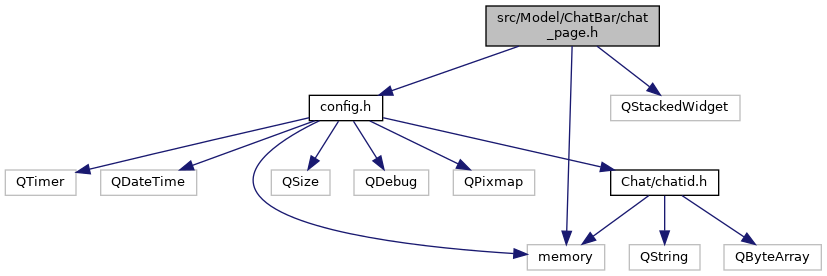 src/Model/ChatBar/chat
_page.h
config.h
QStackedWidget
QTimer
QDateTime
QSize
QDebug
QPixmap
Chat/chatid.h
memory
QString
QByteArray